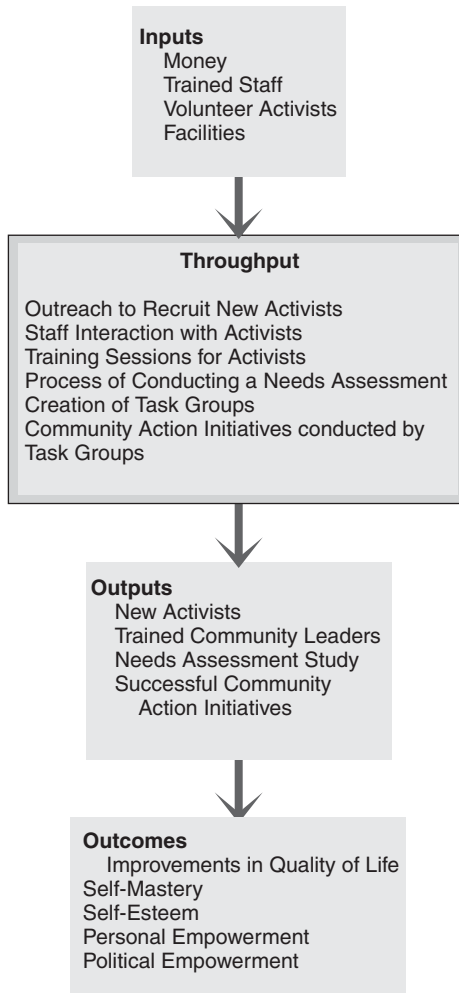 Inputs
Money
Trained Staff
Volunteer Activists
Facilities
Throughput
Outreach to Recruit New Activists
Staff Interaction with Activists
Training Sessions for Activists
Process of Conducting a Needs Assessment
Creation of Task Groups
Community Action Initiatives conducted by
Task Groups
Outputs
New Activists
Trained Community Leaders
Needs Assessment Study
Successful Community
Action Initiatives
Outcomes
Improvements in Quality of Life
Self-Mastery
Self-Esteem
Personal Empowerment
Political Empowerment